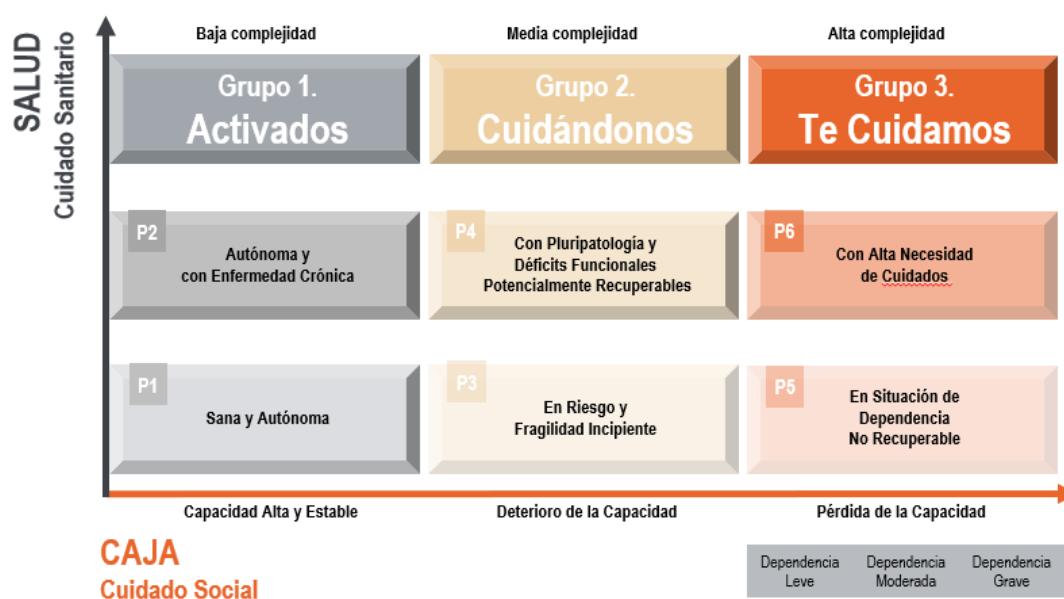 SALUD
Cuidado Sanitario
Baja complejidad
Media complejidad
Alta complejidad
Grupo 1.
Activados
Grupo 2.
Cuidándonos
Grupo 3.
Te Cuidamos
P2
Autónoma y
con Enfermedad Crónica
P4
Con Pluripatología y
Déficits Funcionales
Potencialmente Recuperables
P6
Con Alta Necesidad
de Cuidados
P1
Sana y Autónoma
P3
En Riesgo y
Fragilidad Incipiente
P5
En Situación de
Dependencia
No Recuperable
Capacidad Alta y Estable
Deterioro de la Capacidad
Pérdida de la Capacidad
CAJA
Cuidado Social
Dependencia
Leve
Dependencia
Moderada
Dependencia
Grave